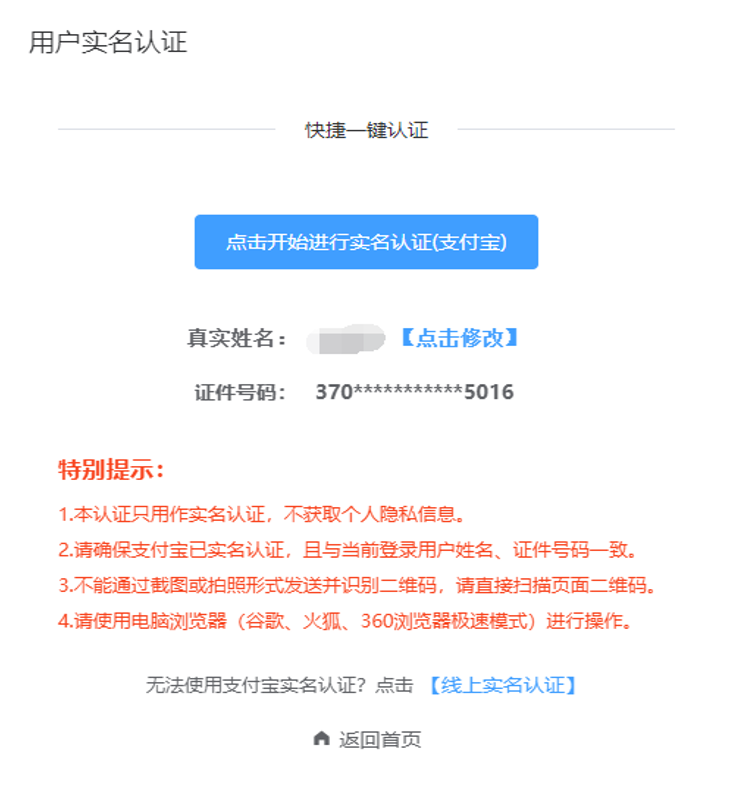 用户实名认证
快捷一键认证
点击开始进行实名认证(支付宝)
真实姓名: 【点击修改】
证件号码: 370***********5016
特别提示:
1.本认证只用作实名认证，不获取个人隐私信息。
2.请确保支付宝已实名认证，且与当前登录用户姓名、证件号码一致。
3.不能通过截图或拍照形式发送并识别二维码，请直接扫描页面二维码。
4.请使用电脑浏览器（谷歌、火狐、360浏览器极速模式）进行操作。
无法使用支付宝实名认证？点击 【线上实名认证】
返回首页